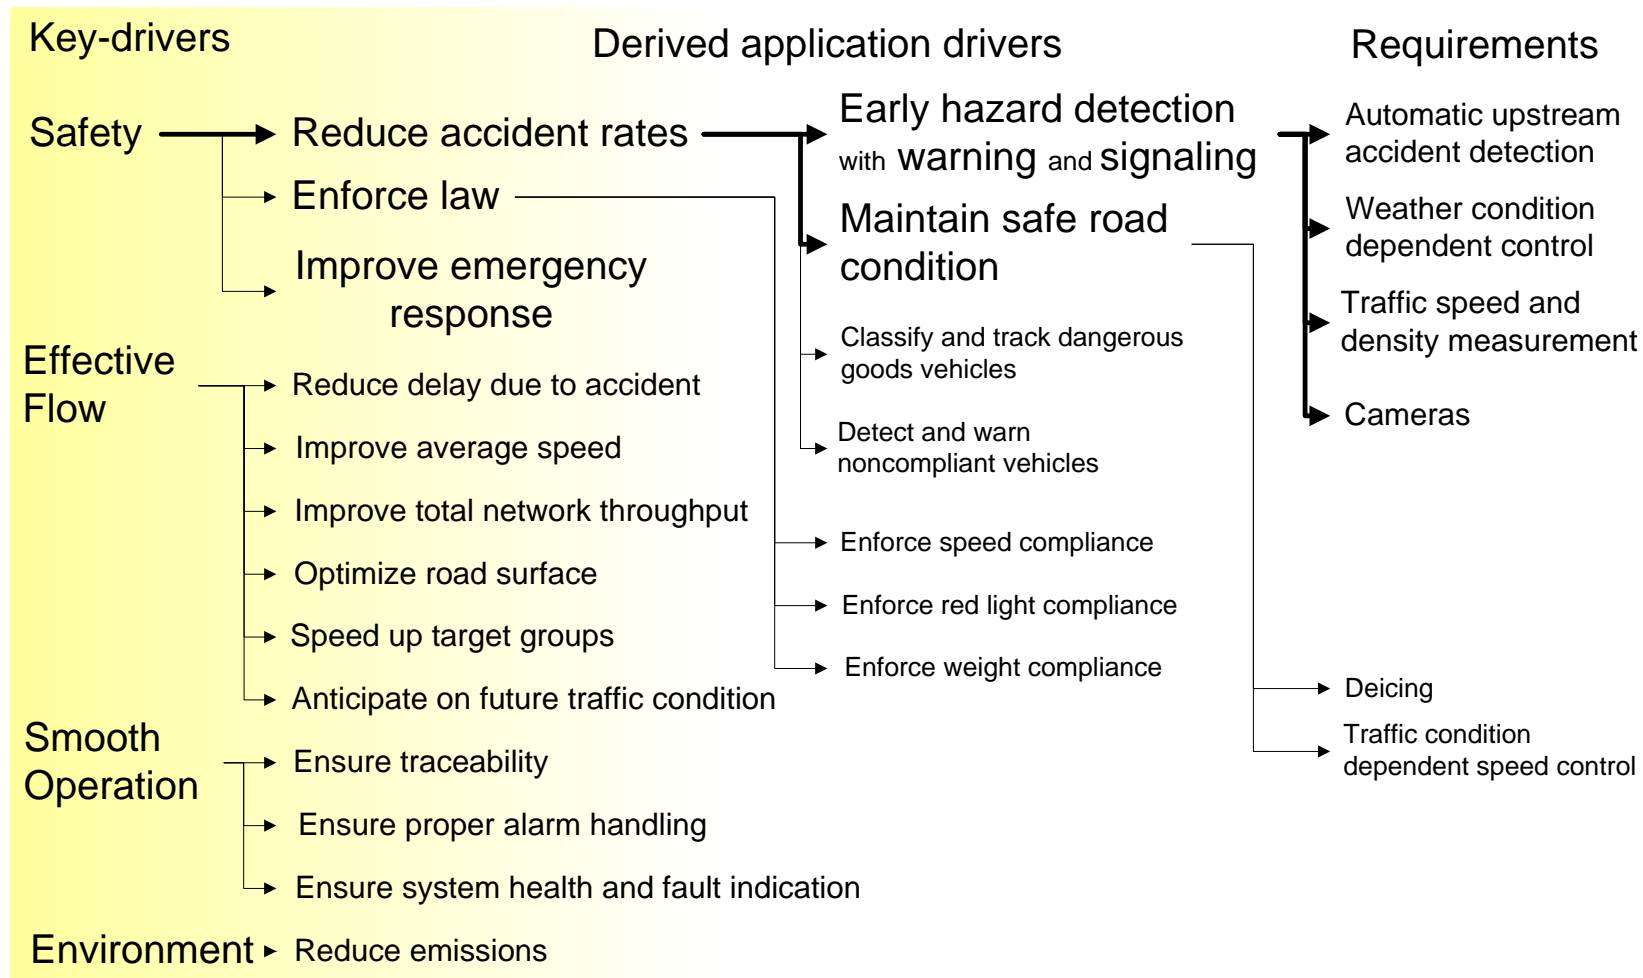 Key-drivers
Derived application drivers
Requirements
Safety
Reduce accident rates
Enforce law
Improve emergency
response
Early hazard detection
with warning and signaling
Maintain safe road
condition
Classify and track dangerous
goods vehicles
Detect and warn
noncompliant vehicles
Enforce speed compliance
Enforce red light compliance
Enforce weight compliance
Automatic upstream
accident detection
Weather condition
dependent control
Traffic speed and
density measurement
Cameras
Deicing
Traffic condition
dependent speed control
Effective
Flow
Reduce delay due to accident
Improve average speed
Improve total network throughput
Optimize road surface
Speed up target groups
Anticipate on future traffic condition
Smooth
Operation
Ensure traceability
Ensure proper alarm handling
Ensure system health and fault indication
Environment
Reduce emissions